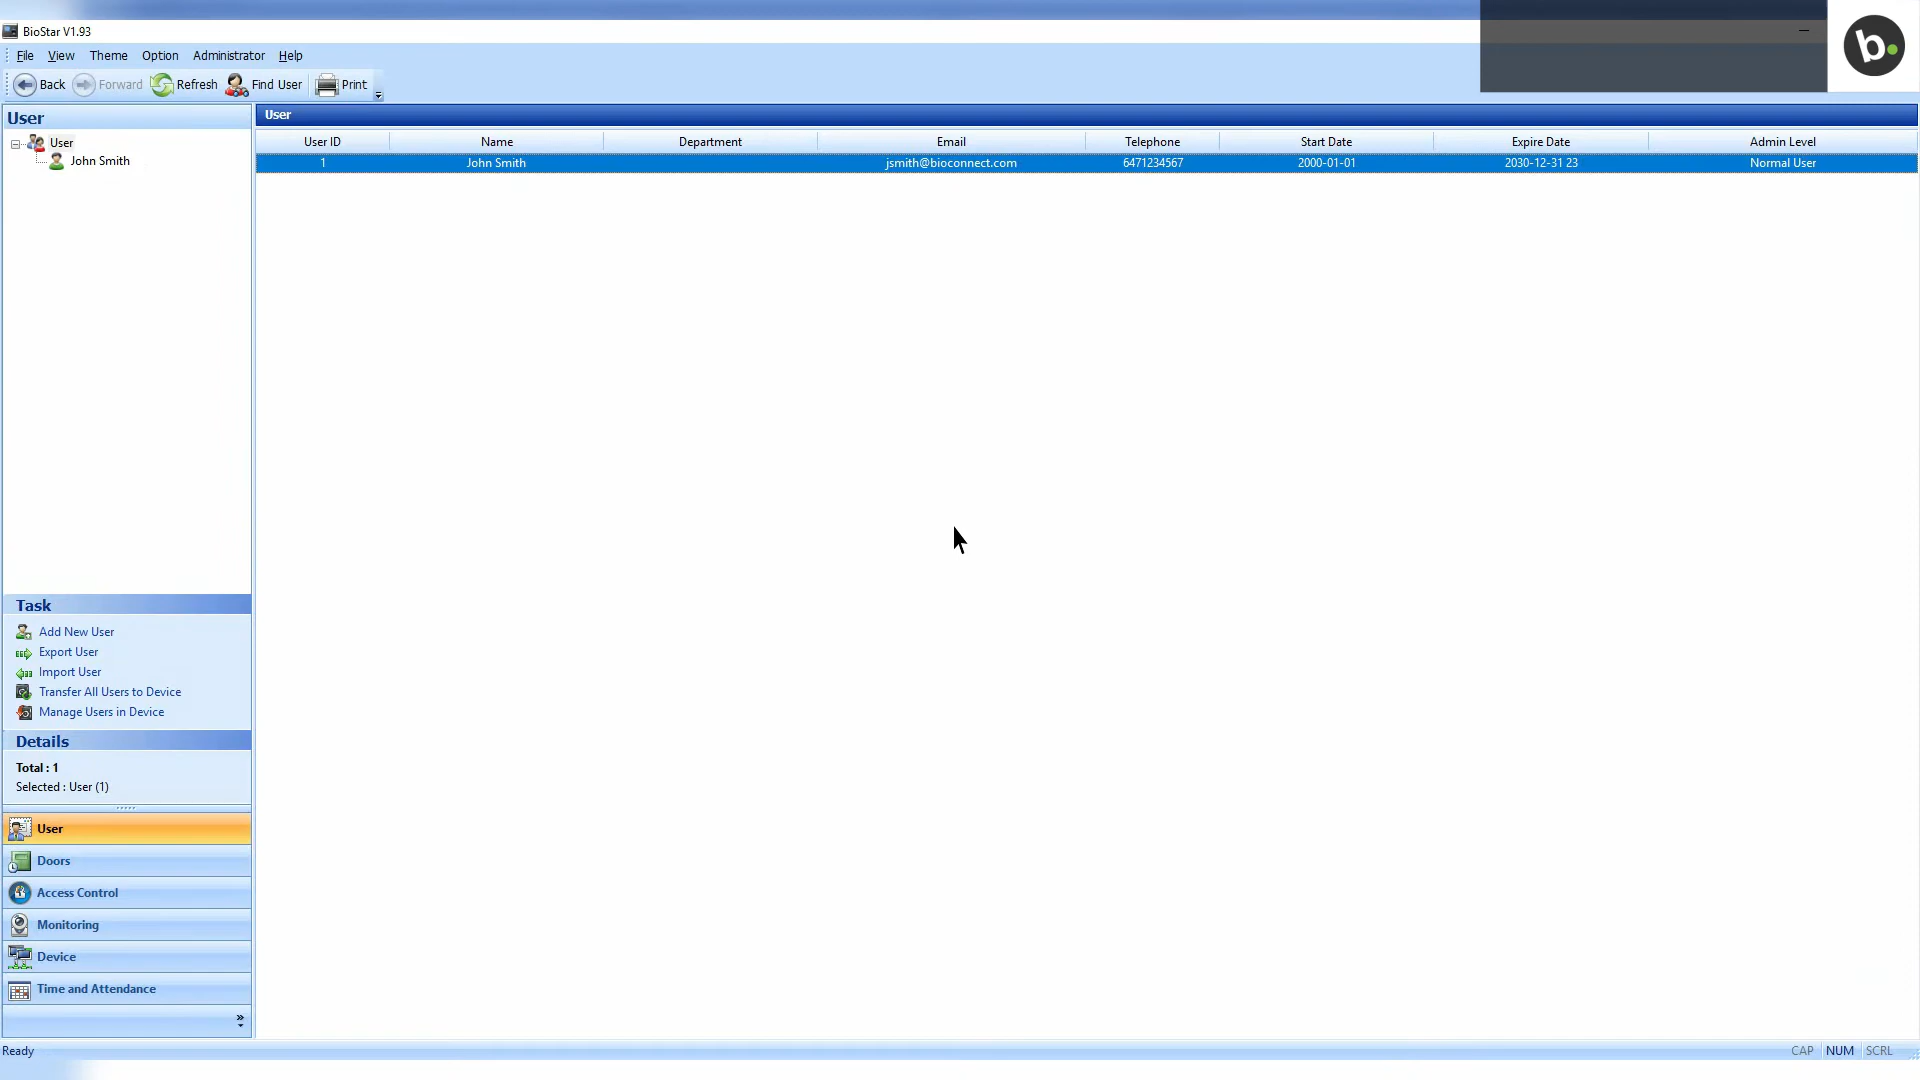 BioStar V1.93
b.
File View Theme Option Administrator Help
Back Forward Refresh Find User Print
User
User
John Smith
User
User ID Name Department Email Telephone Start Date Expire Date Admin Level
1 John Smith jsmith@bioconnect.com 6471234567 2000-01-01 2030-12-31 23 Normal User
Task
Add New User
Export User
Import User
Transfer All Users to Device
Manage Users in Device
Details
Total : 1
Selected : User (1)
User
Doors
Access Control
Monitoring
Device
Time and Attendance
Ready CAP NUM SCRL